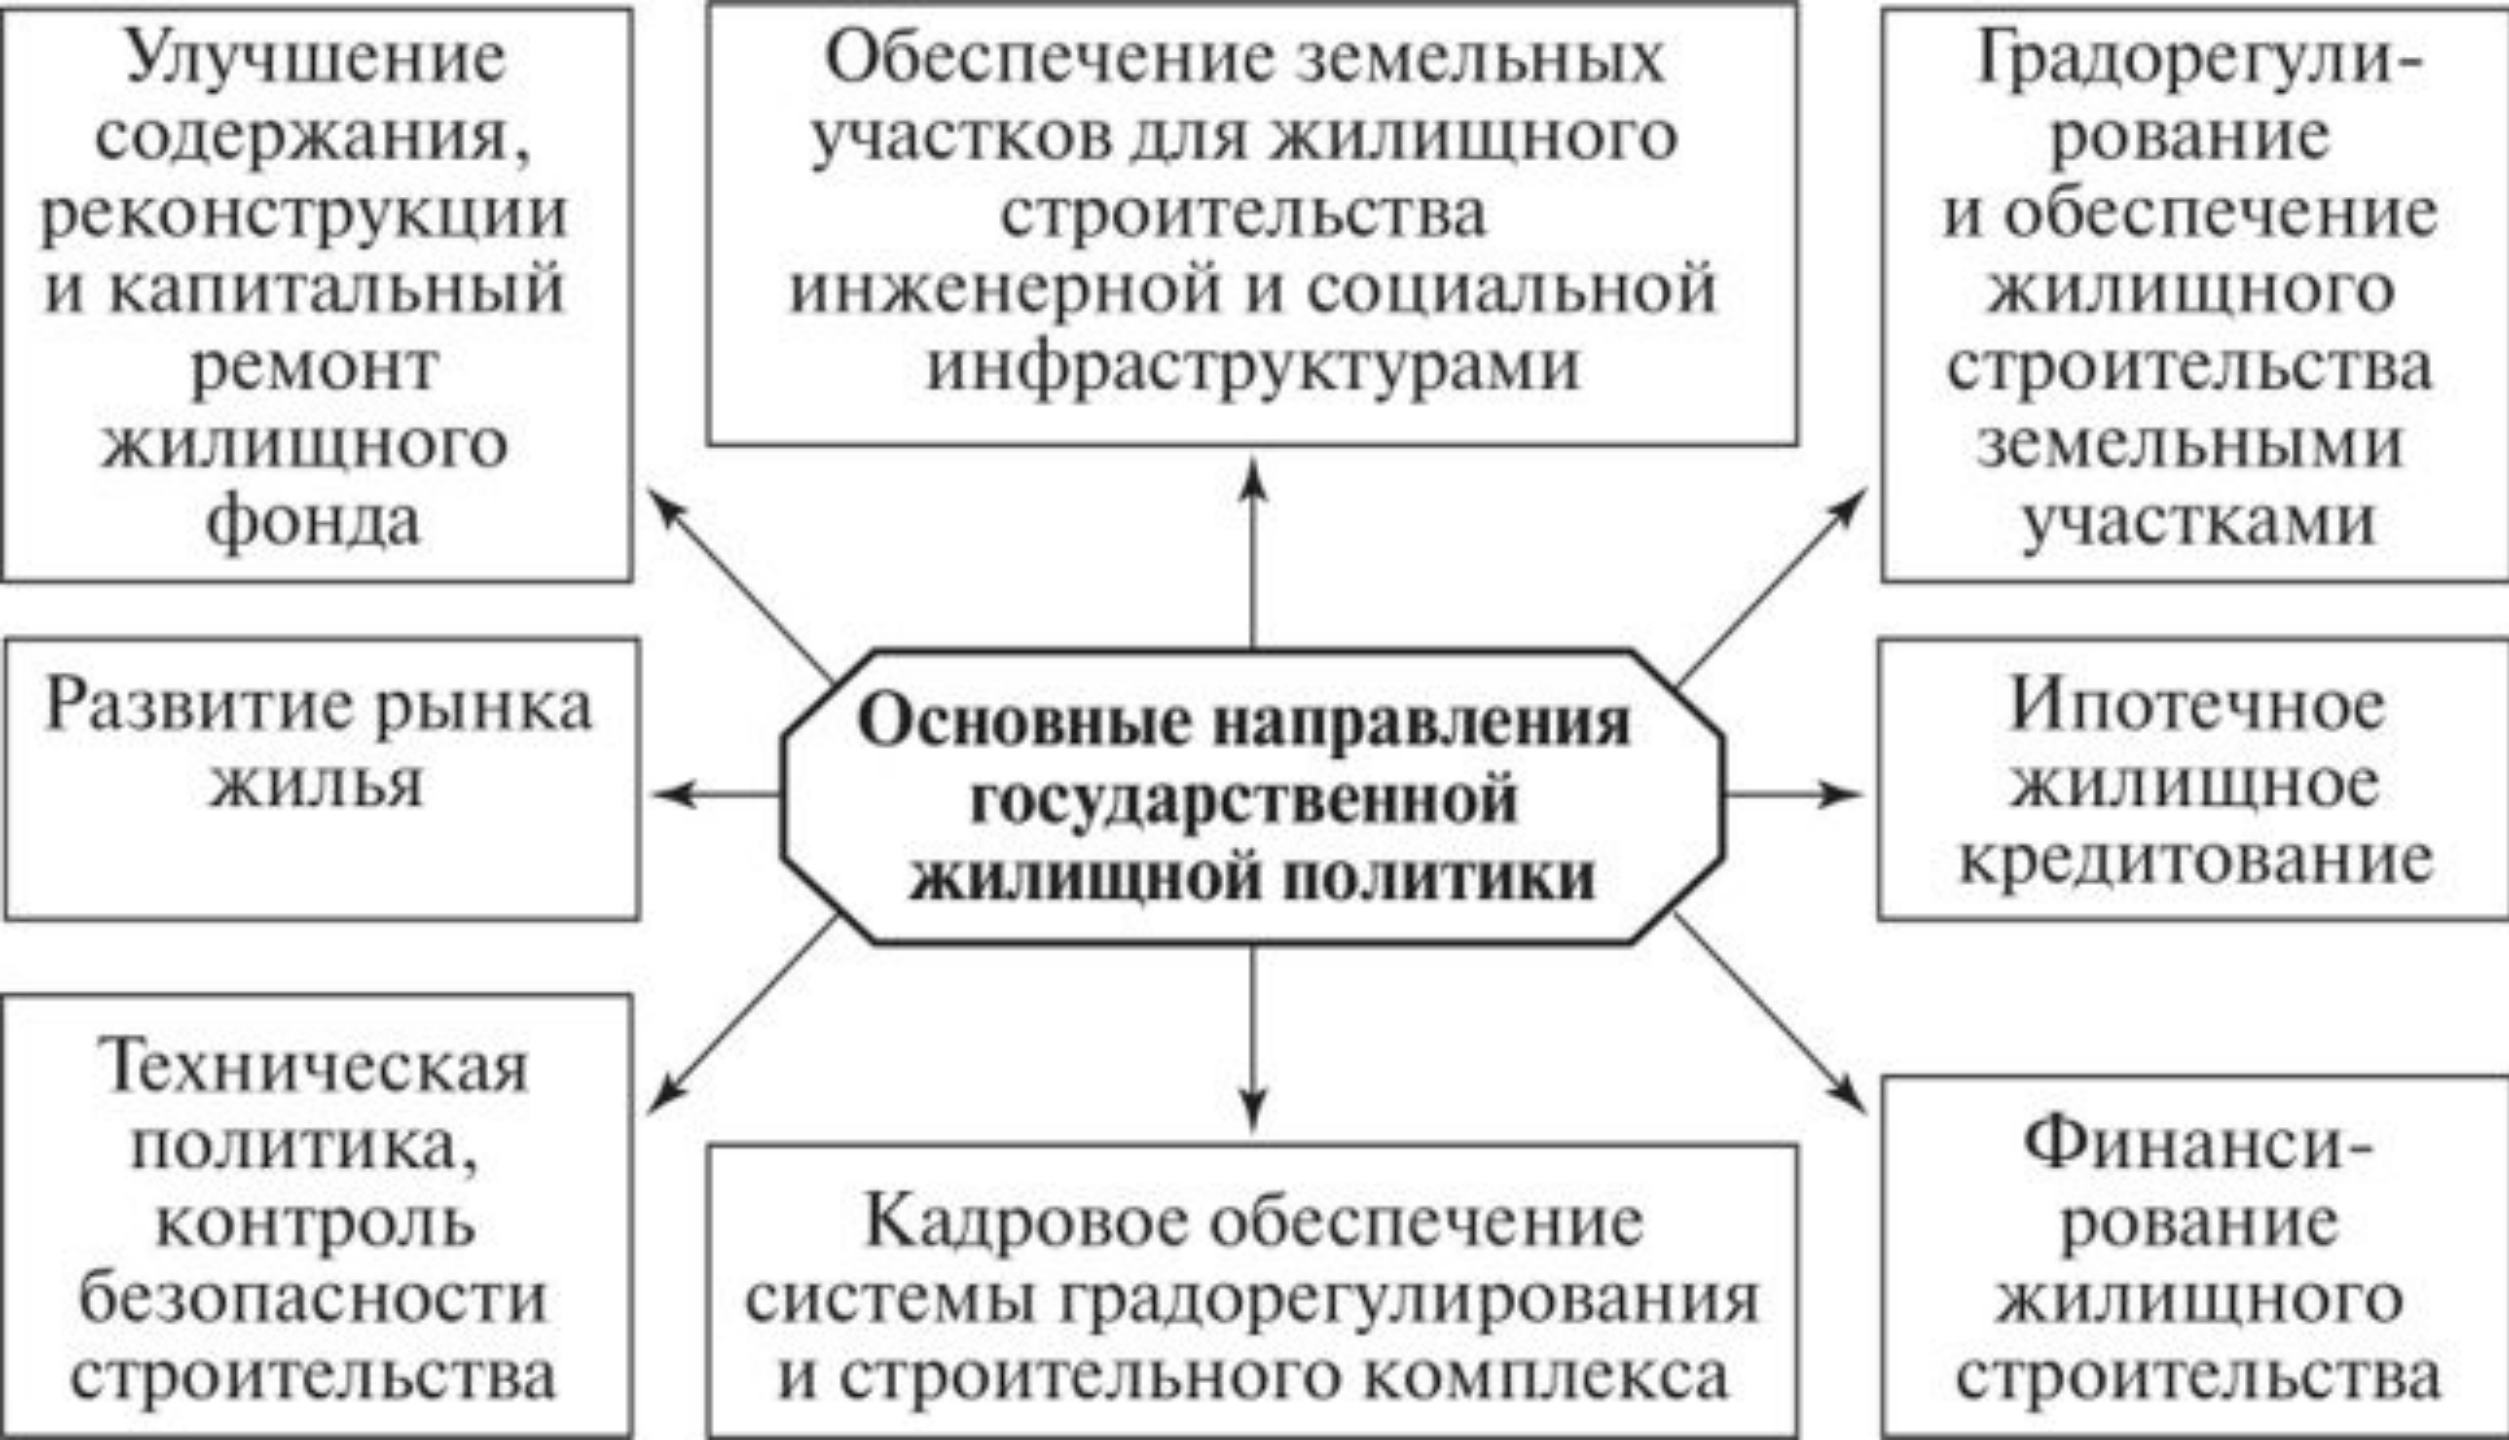 Улучшение
содержания,
реконструкции
и капитальный
ремонт
жилищного
фонда
Обеспечение земельных
участков для жилищного
строительства
инженерной и социальной
инфраструктурами
Градорегули-
рование
и обеспечение
жилищного
строительства
земельными
участками
Развитие рынка
жилья
Основные направления
государственной
жилищной политики
Ипотечное
жилищное
кредитование
Техническая
политика,
контроль
безопасности
строительства
Кадровое обеспечение
системы градорегулирования
и строительного комплекса
Финанси-
рование
жилищного
строительства